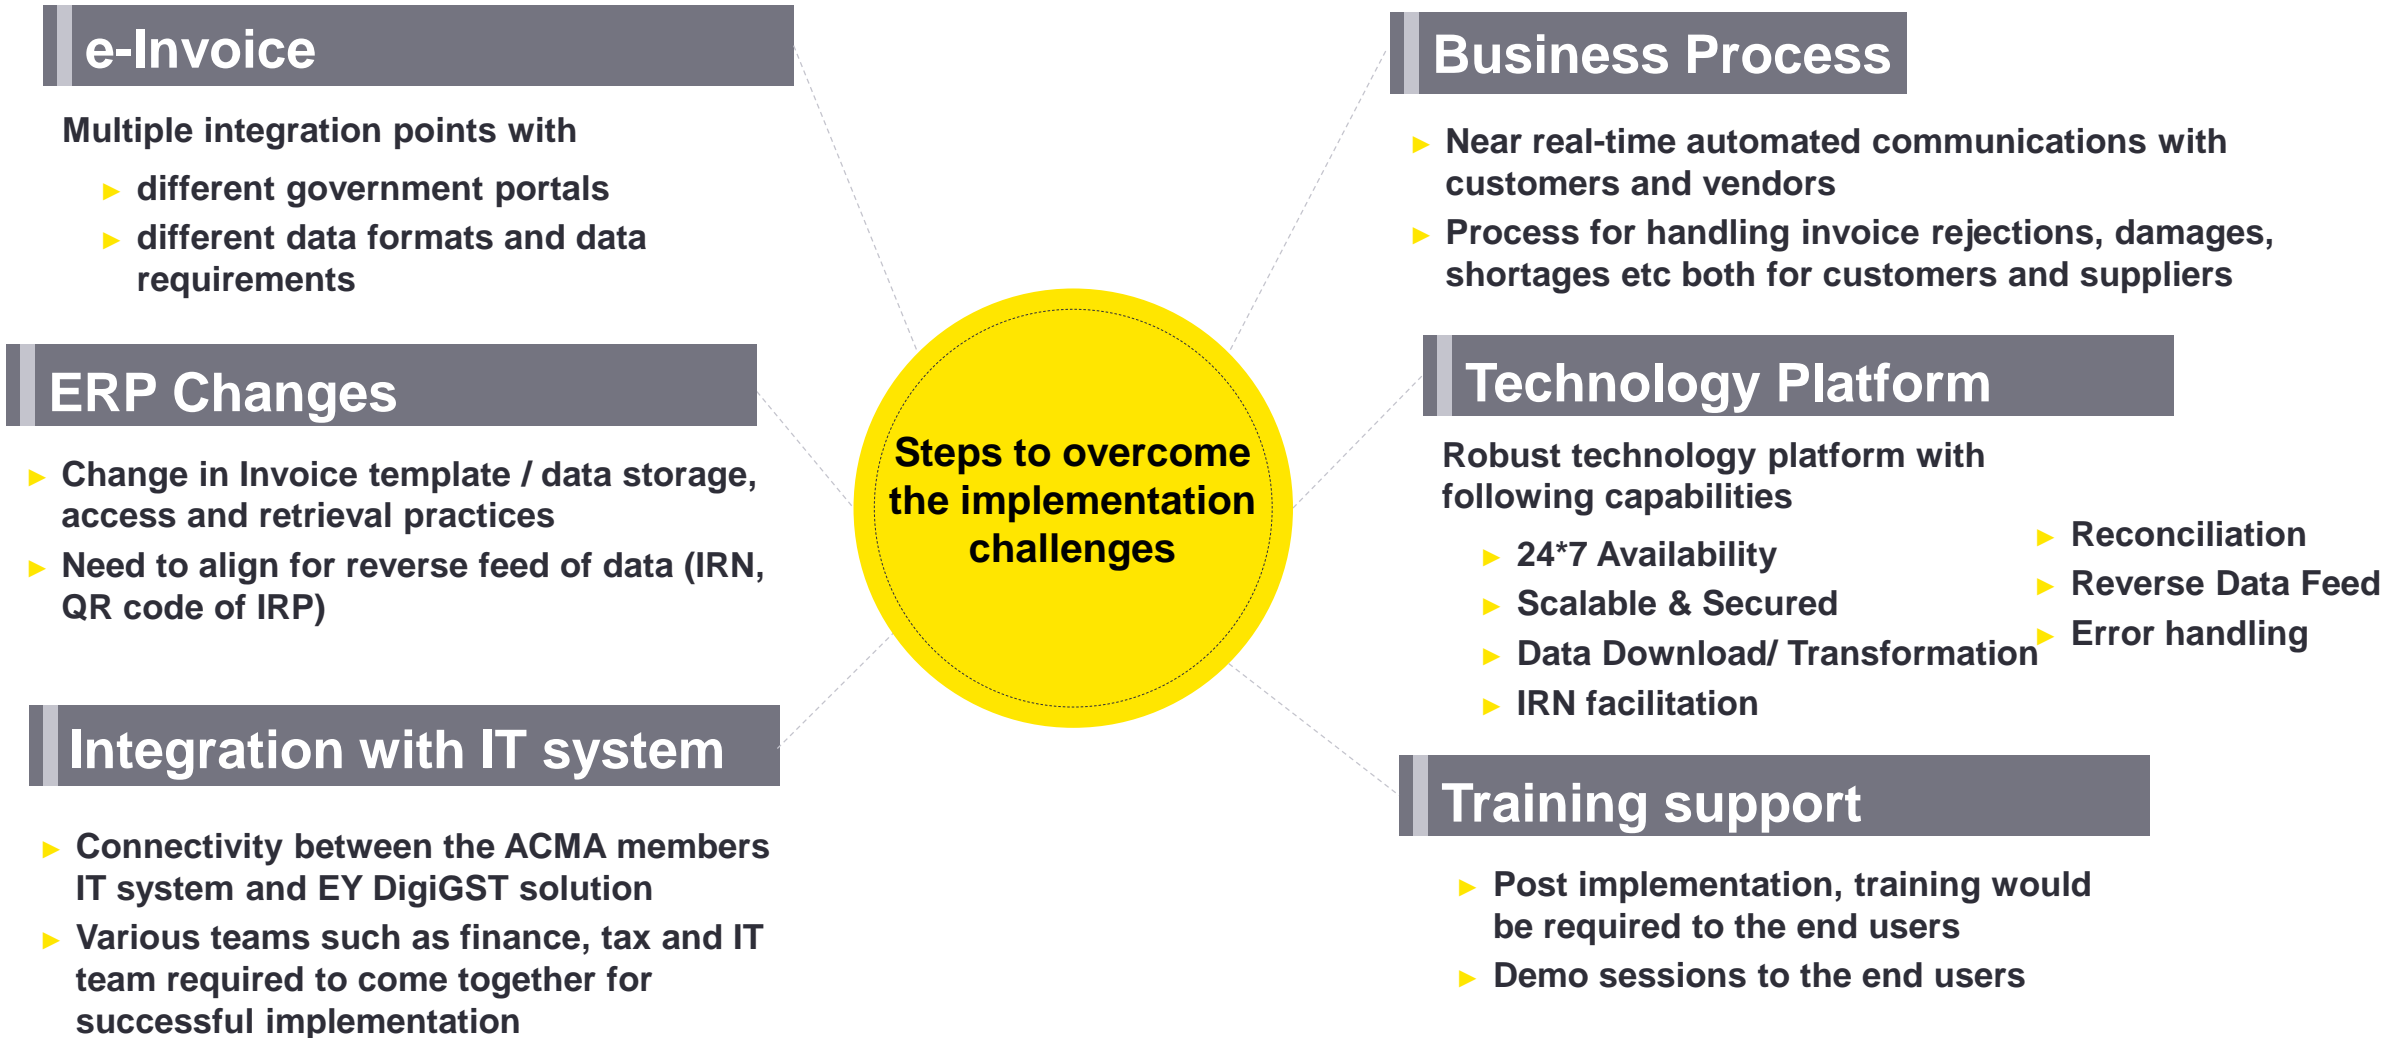 e-Invoice
Multiple integration points with
► different government portals
► different data formats and data
requirements
ERP Changes
► Change in Invoice template / data storage,
access and retrieval practices
► Need to align for reverse feed of data (IRN,
QR code of IRP)
Integration with IT system
► Connectivity between the ACMA members
IT system and EY DigiGST solution
► Various teams such as finance, tax and IT
team required to come together for
successful implementation
Steps to overcome
the implementation
challenges
Business Process
► Near real-time automated communications with
customers and vendors
► Process for handling invoice rejections, damages,
shortages etc both for customers and suppliers
Technology Platform
Robust technology platform with
following capabilities
► 24*7 Availability
► Scalable & Secured
► Data Download/ Transformation
► IRN facilitation
► Reconciliation
► Reverse Data Feed
► Error handling
Training support
► Post implementation, training would
be required to the end users
► Demo sessions to the end users